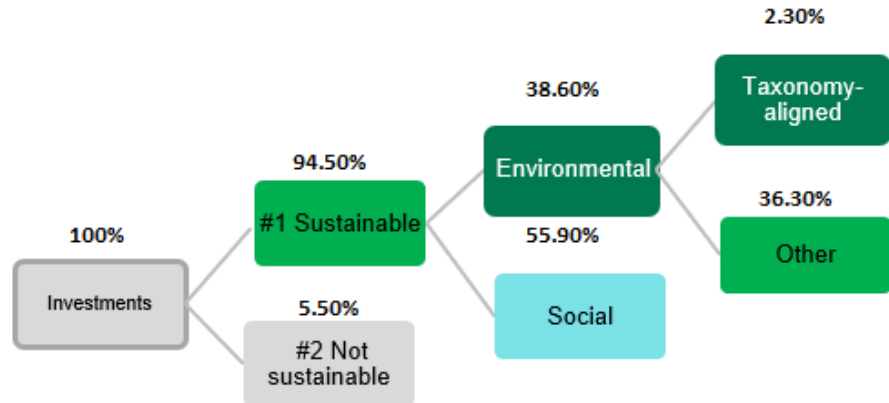 2.30%
Taxonomy-
aligned
38.60%
Environmental
94.50%
#1 Sustainable
36.30%
Other
100%
Investments
55.90%
Social
5.50%
#2 Not
sustainable